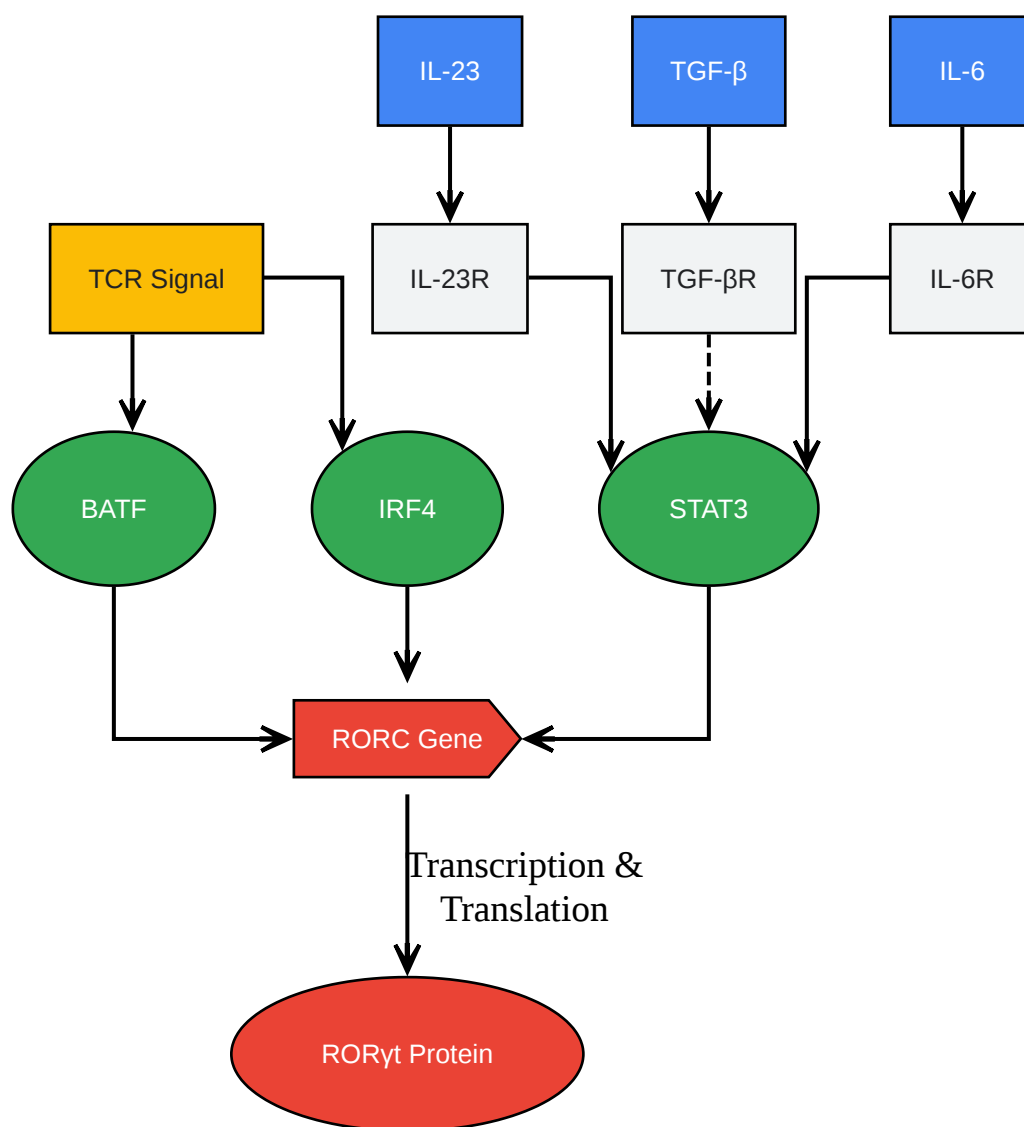 IL-23
TGF-β
IL-6
TCR Signal
IL-23R
TGF-βR
IL-6R
BATF
IRF4
STAT3
RORC Gene
Transcription &
Translation
RORγt Protein